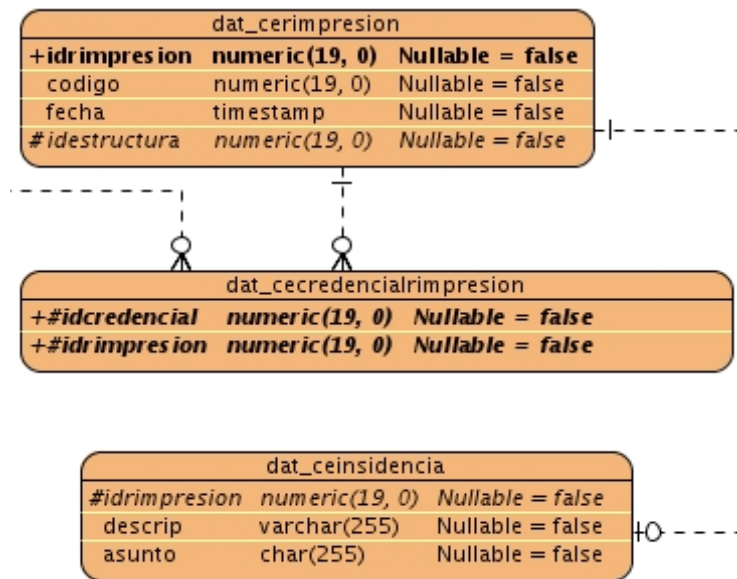 dat_cerimpresion
+idrimpresion numeric(19, 0) Nullable = false
codigo numeric(19, 0) Nullable = false
fecha timestamp Nullable = false
#idestructura numeric(19, 0) Nullable = false
dat_cecredencialrimpresion
+#idcredencial numeric(19, 0) Nullable = false
+#idrimpresion numeric(19, 0) Nullable = false
dat_ceinsidencia
#idrimpresion numeric(19, 0) Nullable = false
descrip varchar(255) Nullable = false
asunto char(255) Nullable = false